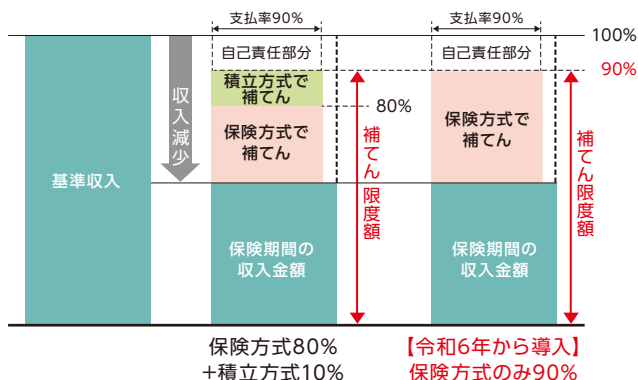 支払率90%
支払率90%
100%
90%
80%
基準収入
収入減少
自己責任部分
積立方式で
補てん
保険方式で
補てん
保険期間の
収入金額
補てん限度額
自己責任部分
保険方式で
補てん
保険期間の
収入金額
補てん限度額
保険方式80%
+積立方式10%
【令和6年から導入】
保険方式のみ90%